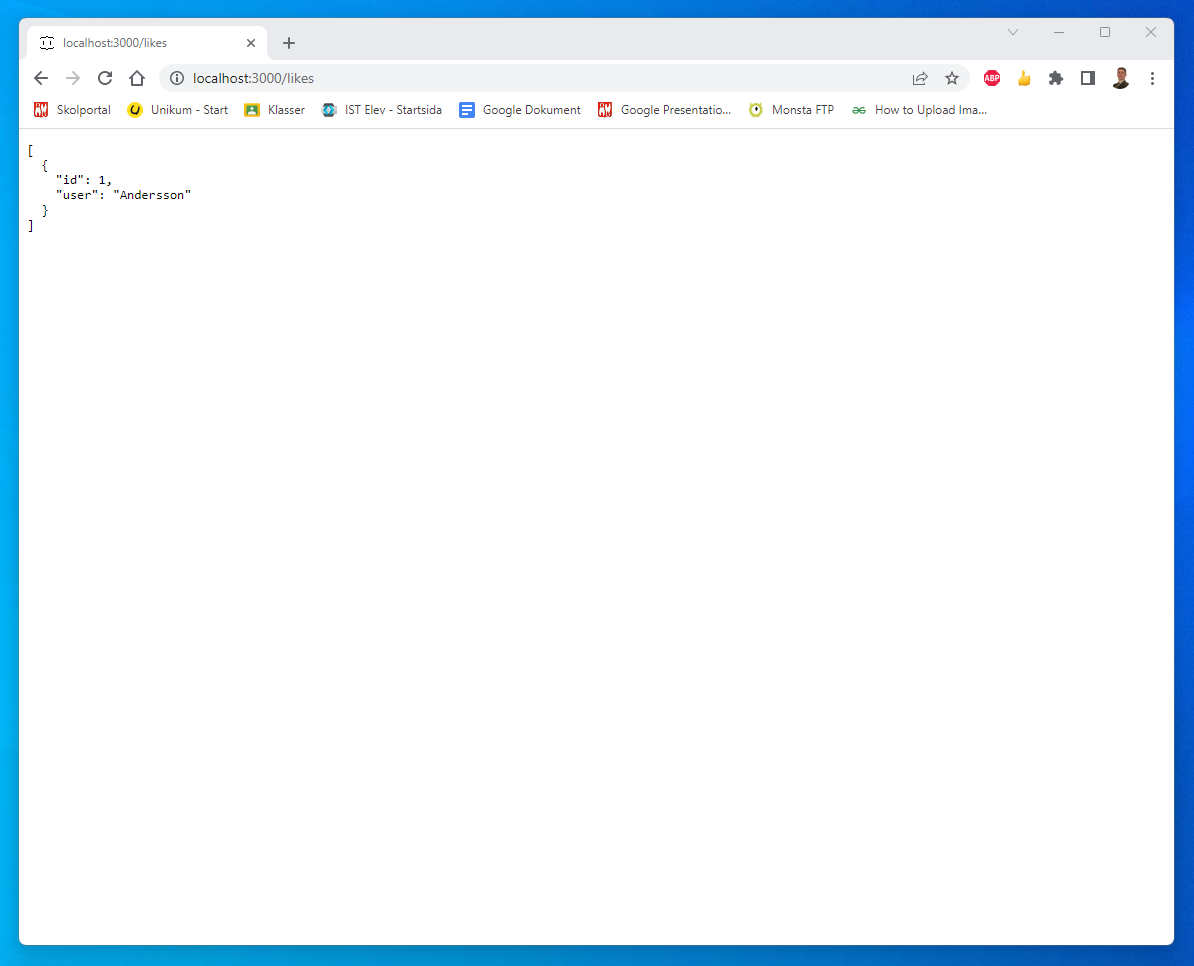 localhost:3000/likes
localhost:3000/likes
ABP
Skolportal Unikum - Start Klasser IST Elev - Startsida Google Dokument Google Presentatio... Monsta FTP How to Upload Ima...
[
{
"id": 1,
"user": "Andersson"
}
]